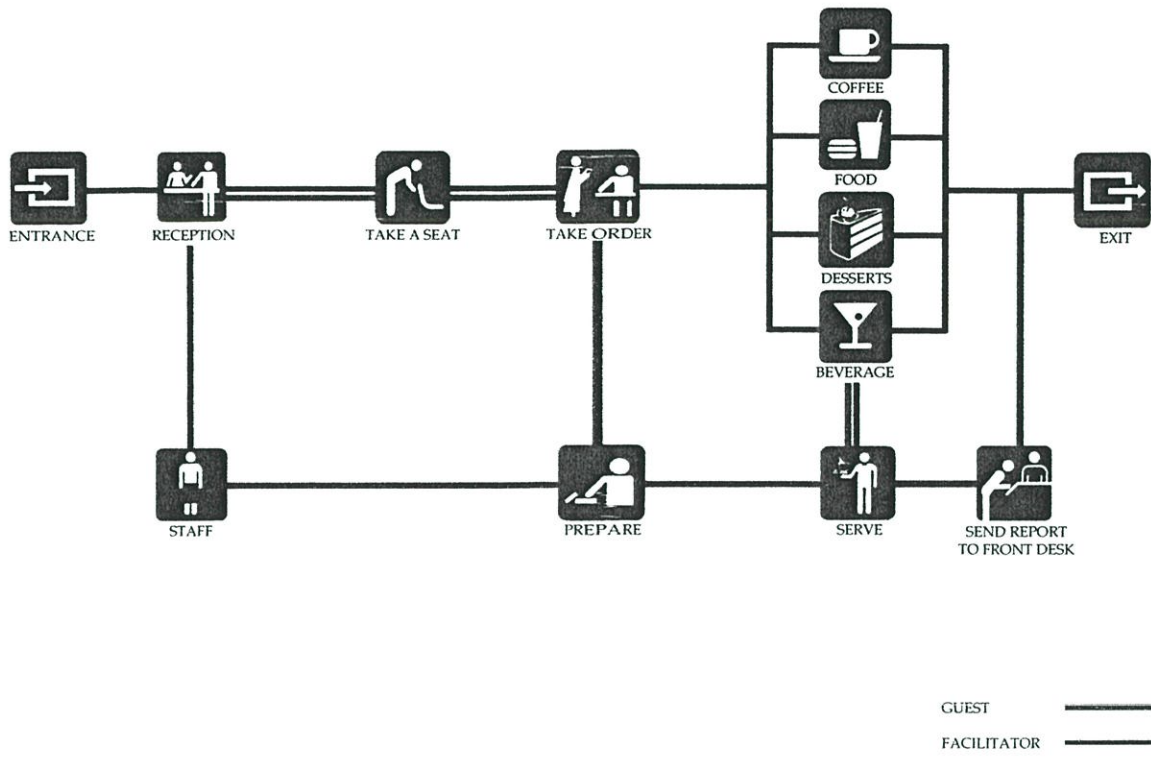 COFFEE
FOOD
ENTRANCE
RECEPTION
TAKE A SEAT
TAKE ORDER
EXIT
DESSERTS
BEVERAGE
STAFF
PREPARE
SERVE
SEND REPORT
TO FRONT DESK
GUEST
FACILITATOR